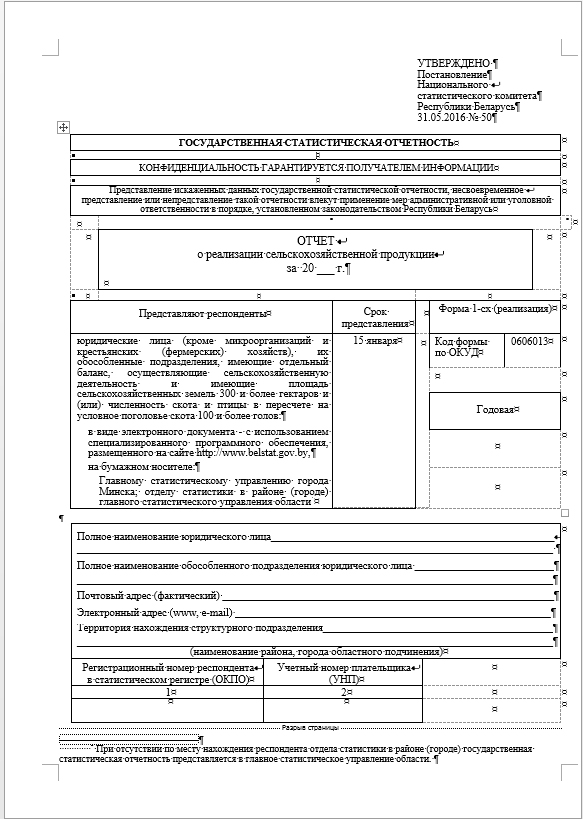 УТВЕРЖДЕНО
Постановление
Национального
статистического комитета
Республики Беларусь
31.05.2016 № 50
ГОСУДАРСТВЕННАЯ СТАТИСТИЧЕСКАЯ ОТЧЕТНОСТЬ
КОНФИДЕНЦИАЛЬНОСТЬ ГАРАНТИРУЕТСЯ ПОЛУЧАТЕЛЕМ ИНФОРМАЦИИ
Представление искаженных данных государственной статистической отчетности, несвоевременное
представление или непредставление такой отчетности влекут применение мер административной или уголовной
ответственности в порядке, установленном законодательством Республики Беларусь
ОТЧЕТ
о реализации сельскохозяйственной продукции
за 20 ___ г.
Представляют респонденты
Срок
представления
Форма 1-сх (реализация)
юридические лица (кроме микроорганизаций и
крестьянских (фермерских) хозяйств), их
обособленные подразделения, имеющие отдельный
баланс, осуществляющие сельскохозяйственную
деятельность и имеющие площадь
сельскохозяйственных земель 300 и более гектаров и
(или) численность скота и птицы в пересчете на
условное поголовье скота 100 и более голов:
в виде электронного документа - с использованием
специализированного программного обеспечения,
размещенного на сайте http://www.belstat.gov.by,
на бумажном носителе:
Главному статистическому управлению города
Минска; отделу статистики в районе (городе)
главного статистического управления области
15 января
Код формы
по ОКУД
0606013
Годовая
Полное наименование юридического лица
Полное наименование обособленного подразделения юридического лица
Почтовый адрес (фактический)
Электронный адрес (www, e-mail)
Территория нахождения структурного подразделения
(наименование района, города областного подчинения)
Регистрационный номер респондента
в статистическом регистре (ОКПО)
Учетный номер плательщика
(УНП)
1
2
Разрыв страницы
При отсутствии по месту нахождения респондента отдела статистики в районе (городе) государственная
статистическая отчетность представляется в главное статистическое управление области.